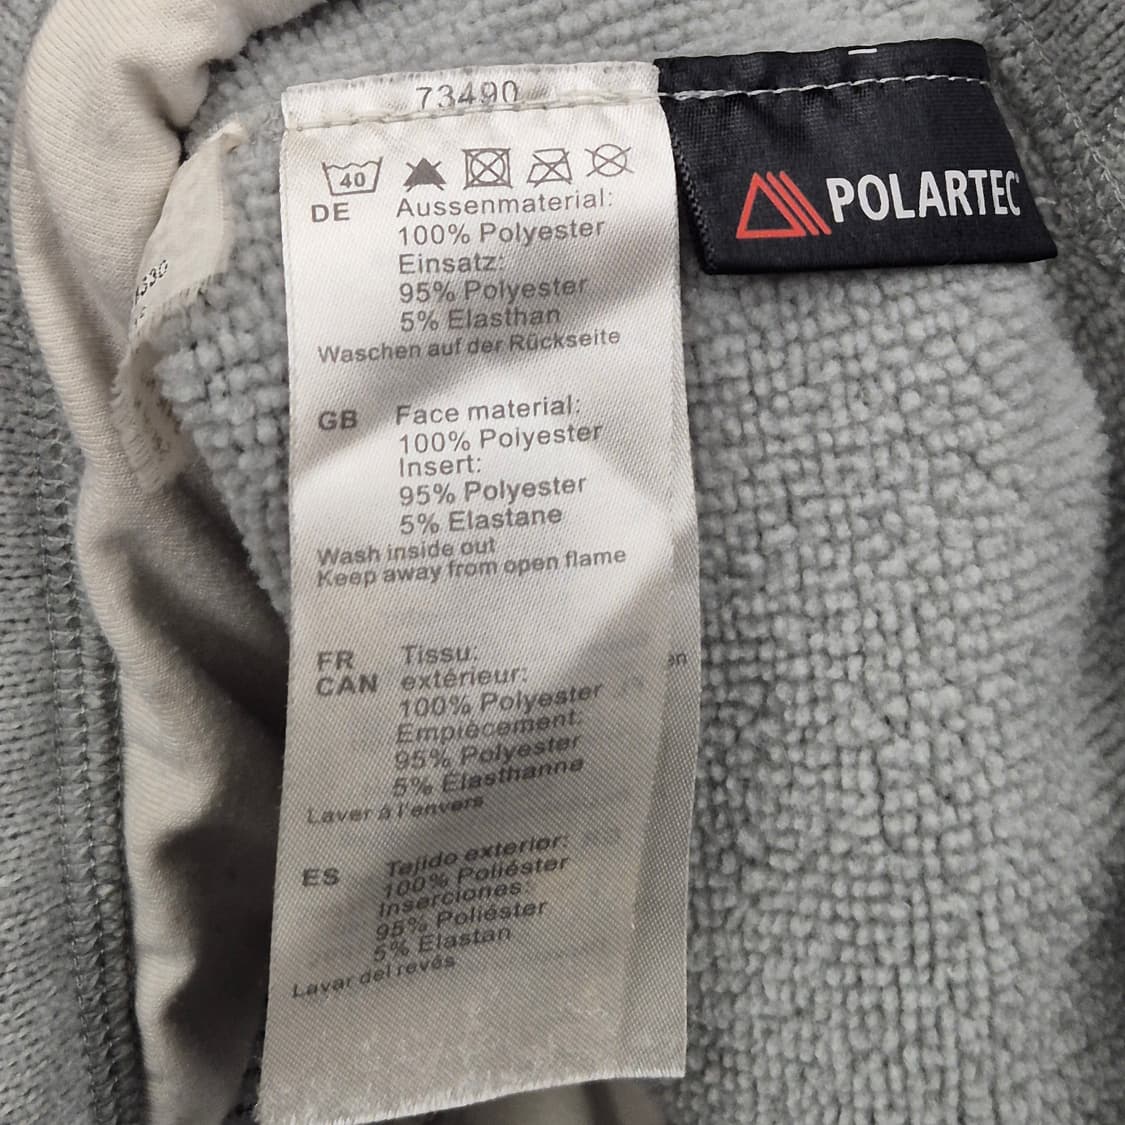 73490
40
DE Aussenmaterial:
100% Polyester
Einsatz:
95% Polyester
5% Elasthan
Waschen auf der Rückseite
GB Face material:
100% Polyester
Insert:
95% Polyester
5% Elastane
Wash inside out
Keep away from open flame
FR Tissu:
CAN extérieur:
100% Polyester
Empiècement:
95% Polyester
5% Élasthanne
Laver à l'envers
ES Tejido exterior:
100% Poliéster
Inserciones:
95% Poliéster
5% Elastan
Lavar del revés
POLARTEC